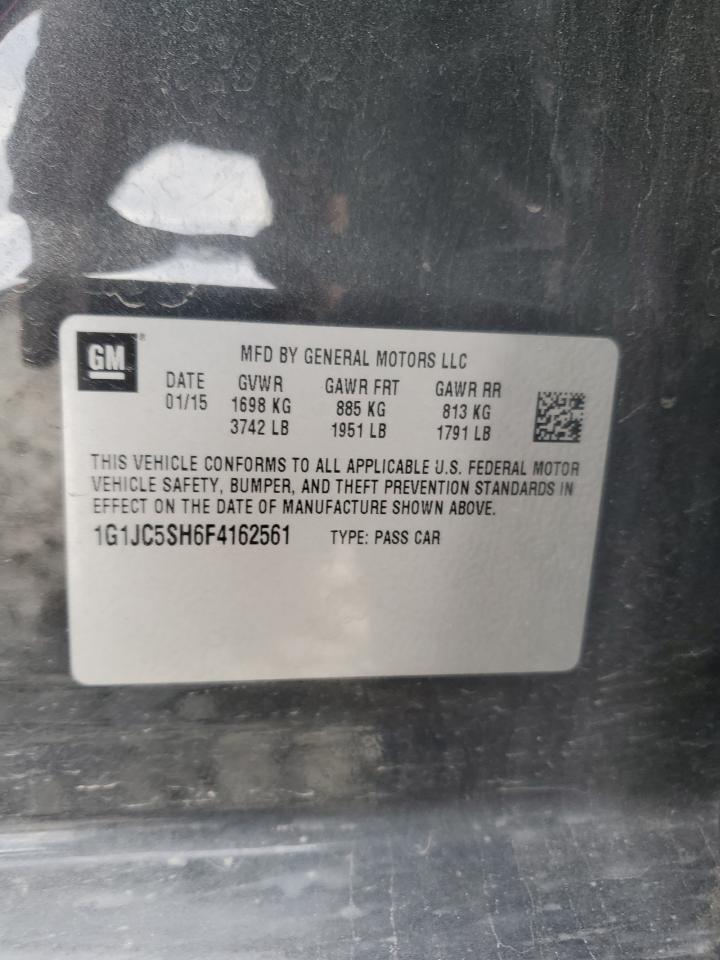 GM
MFD BY GENERAL MOTORS LLC
DATE GVWR GAWR FRT GAWR RR
01/15 1698 KG 885 KG 813 KG
3742 LB 1951 LB 1791 LB
THIS VEHICLE CONFORMS TO ALL APPLICABLE U.S. FEDERAL MOTOR
VEHICLE SAFETY, BUMPER, AND THEFT PREVENTION STANDARDS IN
EFFECT ON THE DATE OF MANUFACTURE SHOWN ABOVE.
1G1JC5SH6F4162561 TYPE: PASS CAR